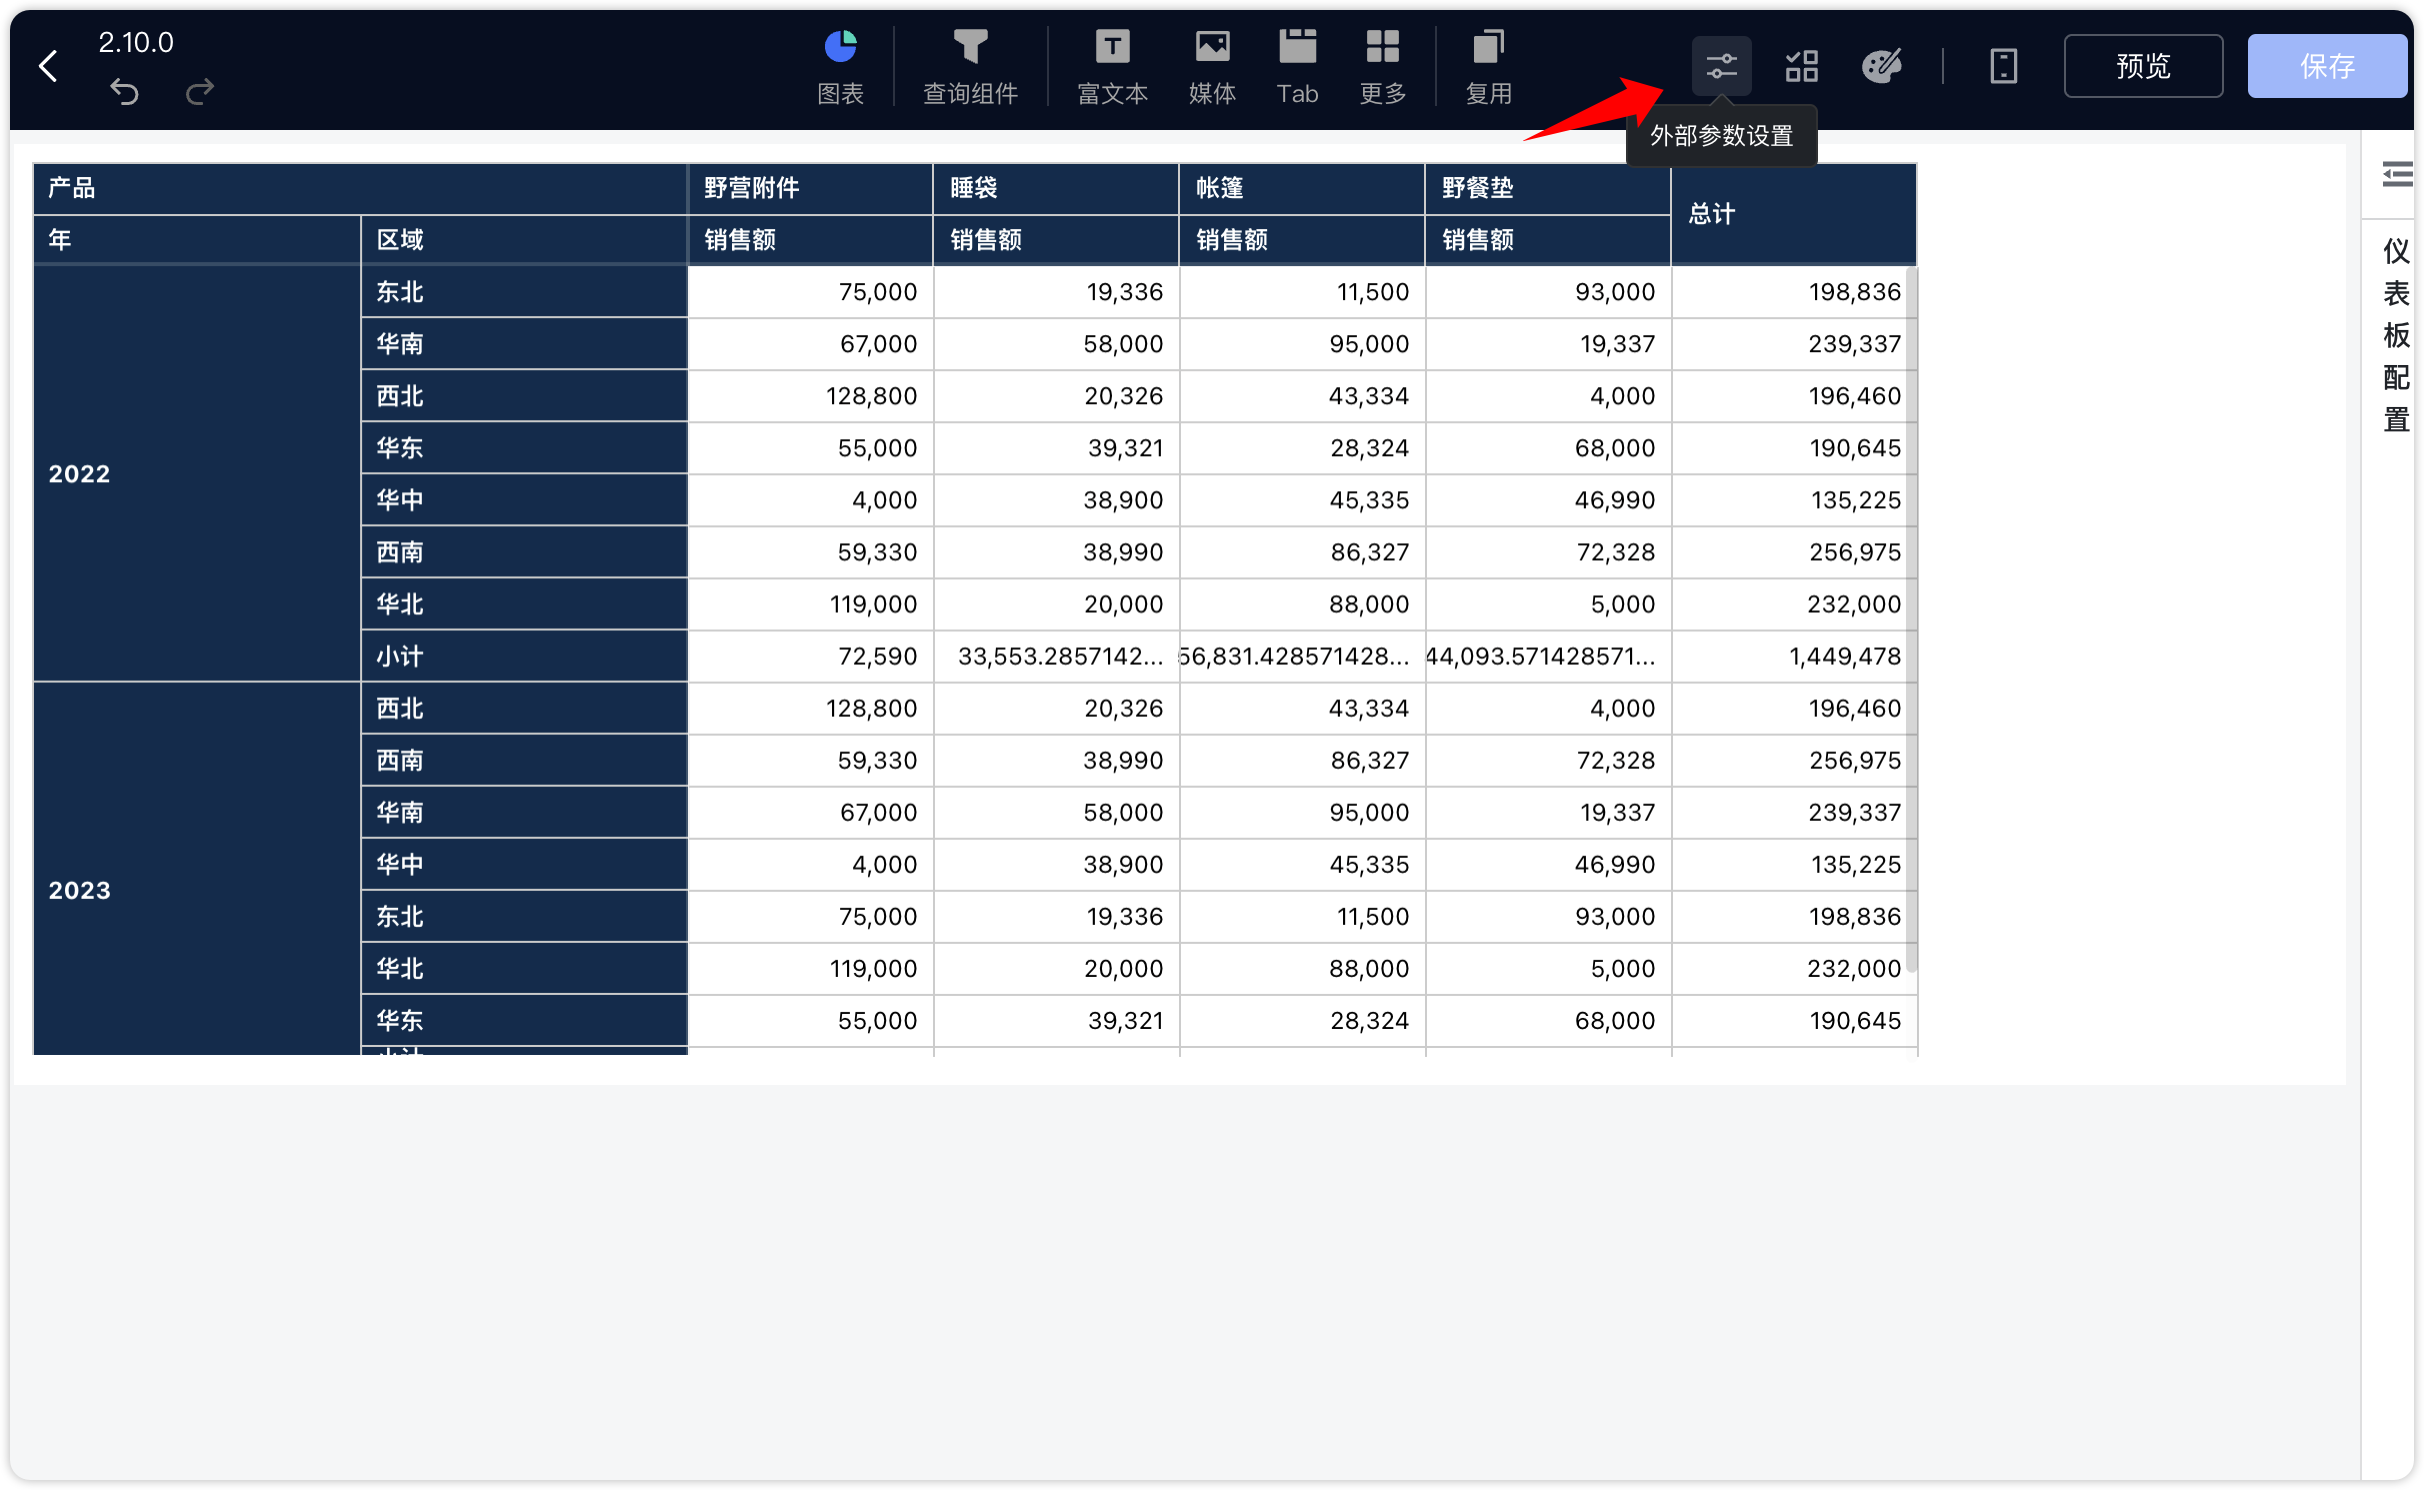 2.10.0
图表
查询组件
富文本
媒体
Tab
更多
复用
预览
保存
外部参数设置
产品 野营附件 睡袋 帐篷 野餐垫 总计
年 区域 销售额 销售额 销售额 销售额
2022
东北 75,000 19,336 11,500 93,000 198,836
华南 67,000 58,000 95,000 19,337 239,337
西北 128,800 20,326 43,334 4,000 196,460
华东 55,000 39,321 28,324 68,000 190,645
华中 4,000 38,900 45,335 46,990 135,225
西南 59,330 38,990 86,327 72,328 256,975
华北 119,000 20,000 88,000 5,000 232,000
小计 72,590 33,553.2857142... 56,831.428571428... 44,093.571428571... 1,449,478
2023
西北 128,800 20,326 43,334 4,000 196,460
西南 59,330 38,990 86,327 72,328 256,975
华南 67,000 58,000 95,000 19,337 239,337
华中 4,000 38,900 45,335 46,990 135,225
东北 75,000 19,336 11,500 93,000 198,836
华北 119,000 20,000 88,000 5,000 232,000
华东 55,000 39,321 28,324 68,000 190,645
仪表板配置